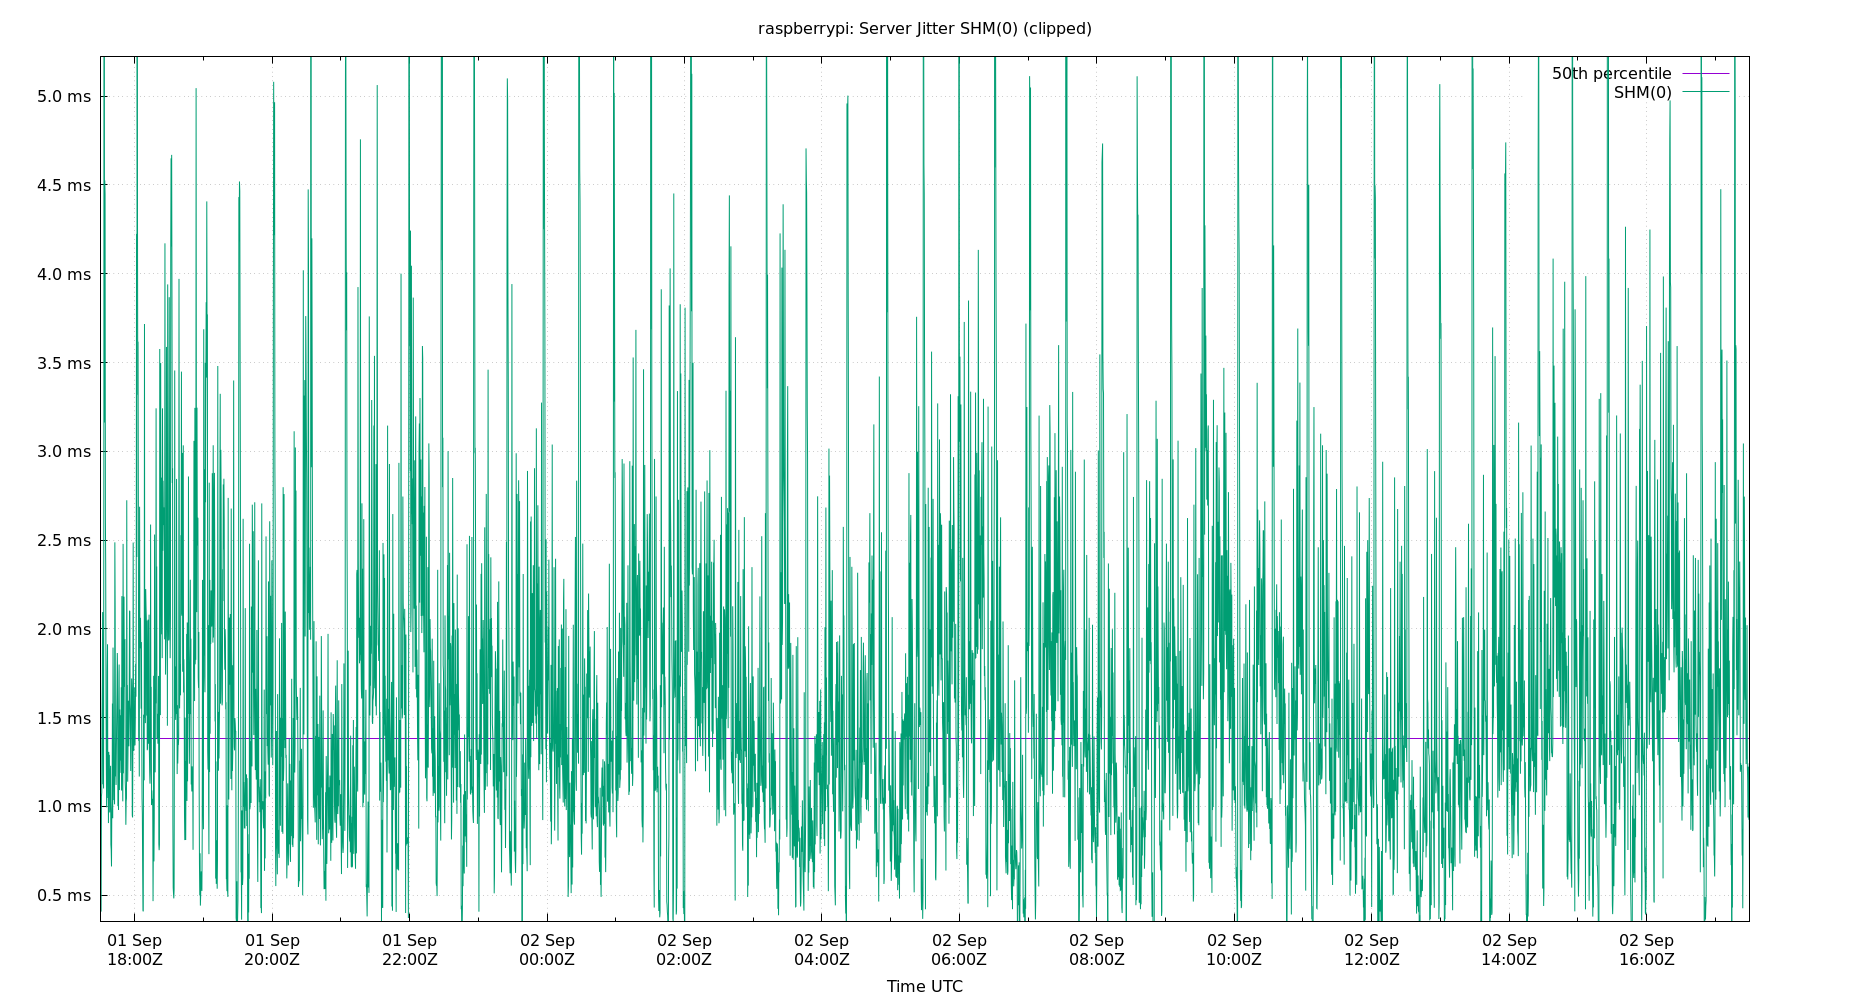 raspberrypi: Server Jitter SHM(0) (clipped)
50th percentile
SHM(0)
5.0 ms
4.5 ms
4.0 ms
3.5 ms
3.0 ms
2.5 ms
2.0 ms
1.5 ms
1.0 ms
0.5 ms
01 Sep 01 Sep 01 Sep 02 Sep 02 Sep 02 Sep 02 Sep 02 Sep 02 Sep 02 Sep 02 Sep 02 Sep
18:00Z 20:00Z 22:00Z 00:00Z 02:00Z 04:00Z 06:00Z 08:00Z 10:00Z 12:00Z 14:00Z 16:00Z
Time UTC